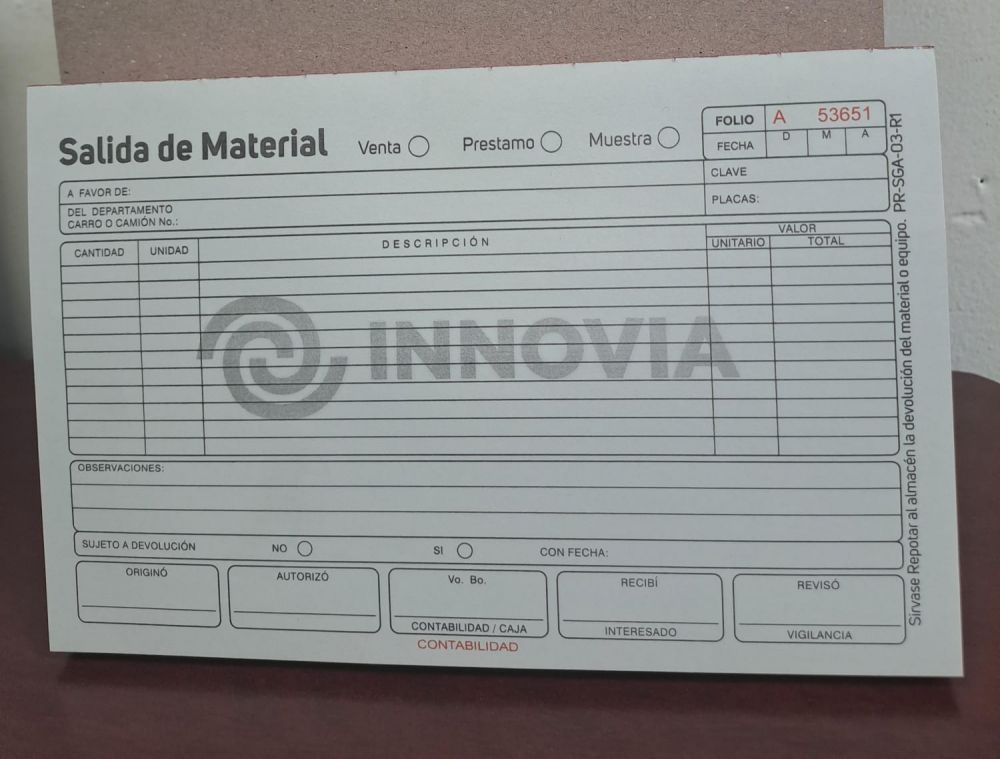 Salida de Material Venta Prestamo Muestra
FOLIO A 53651
FECHA D M A
A FAVOR DE:
CLAVE
DEL DEPARTAMENTO
CARRO O CAMIÓN No.:
PLACAS:
CANTIDAD UNIDAD DESCRIPCIÓN VALOR
UNITARIO TOTAL
INNOVIA
OBSERVACIONES:
SUJETO A DEVOLUCIÓN NO SI CON FECHA:
ORIGINÓ AUTORIZÓ Vo. Bo. RECIBÍ REVISÓ
CONTABILIDAD / CAJA INTERESADO VIGILANCIA
CONTABILIDAD
Sírvase Repotar al almacén la devolución del material o equipo. PR-SGA-03-R1